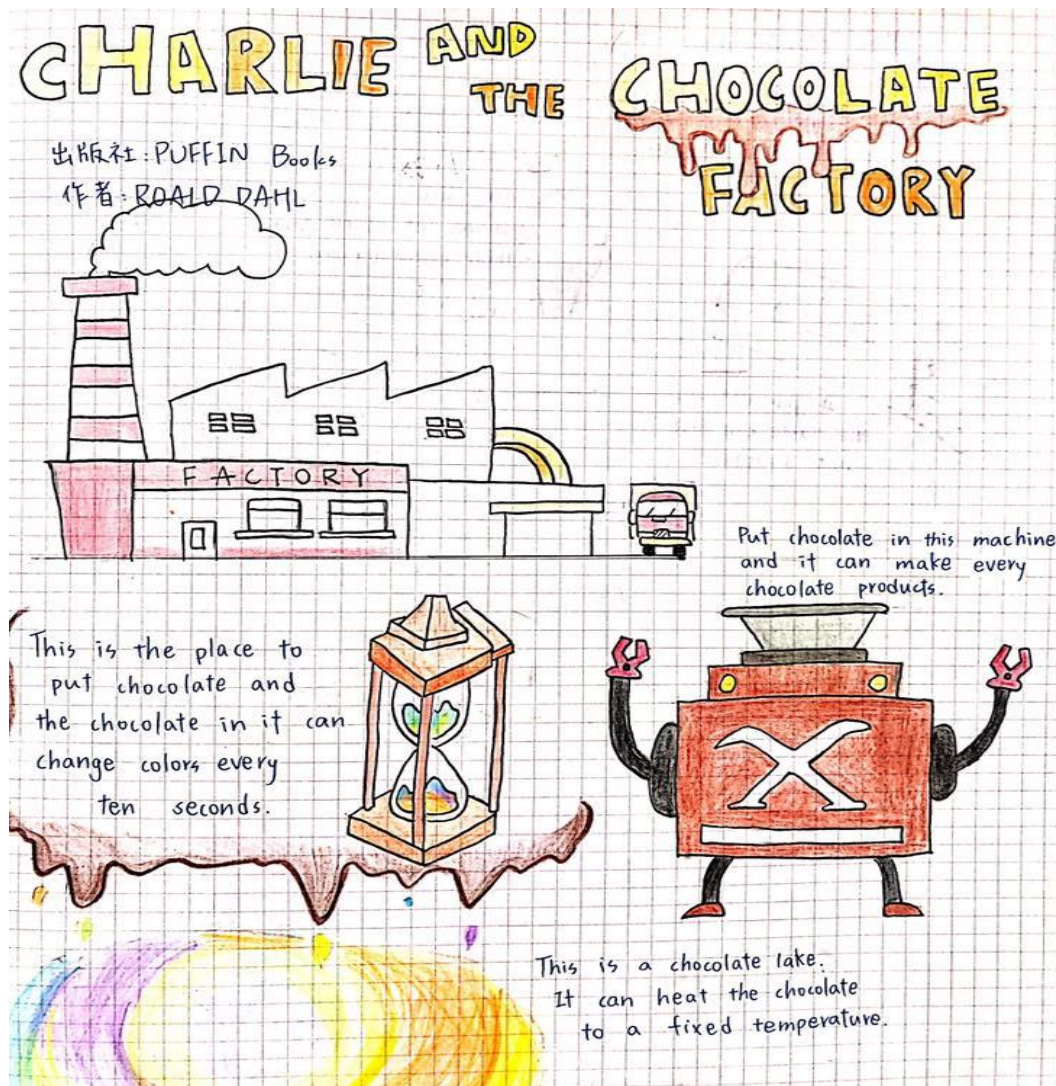 CHARLIE AND THE CHOCOLATE FACTORY
出版社:PUFFIN Books
作者:ROALD DAHL
FACTORY
Put chocolate in this machine
and it can make every
chocolate products.
This is the place to
put chocolate and
the chocolate in it can
change colors every
ten seconds.
X
This is a chocolate lake.
It can heat the chocolate
to a fixed temperature.